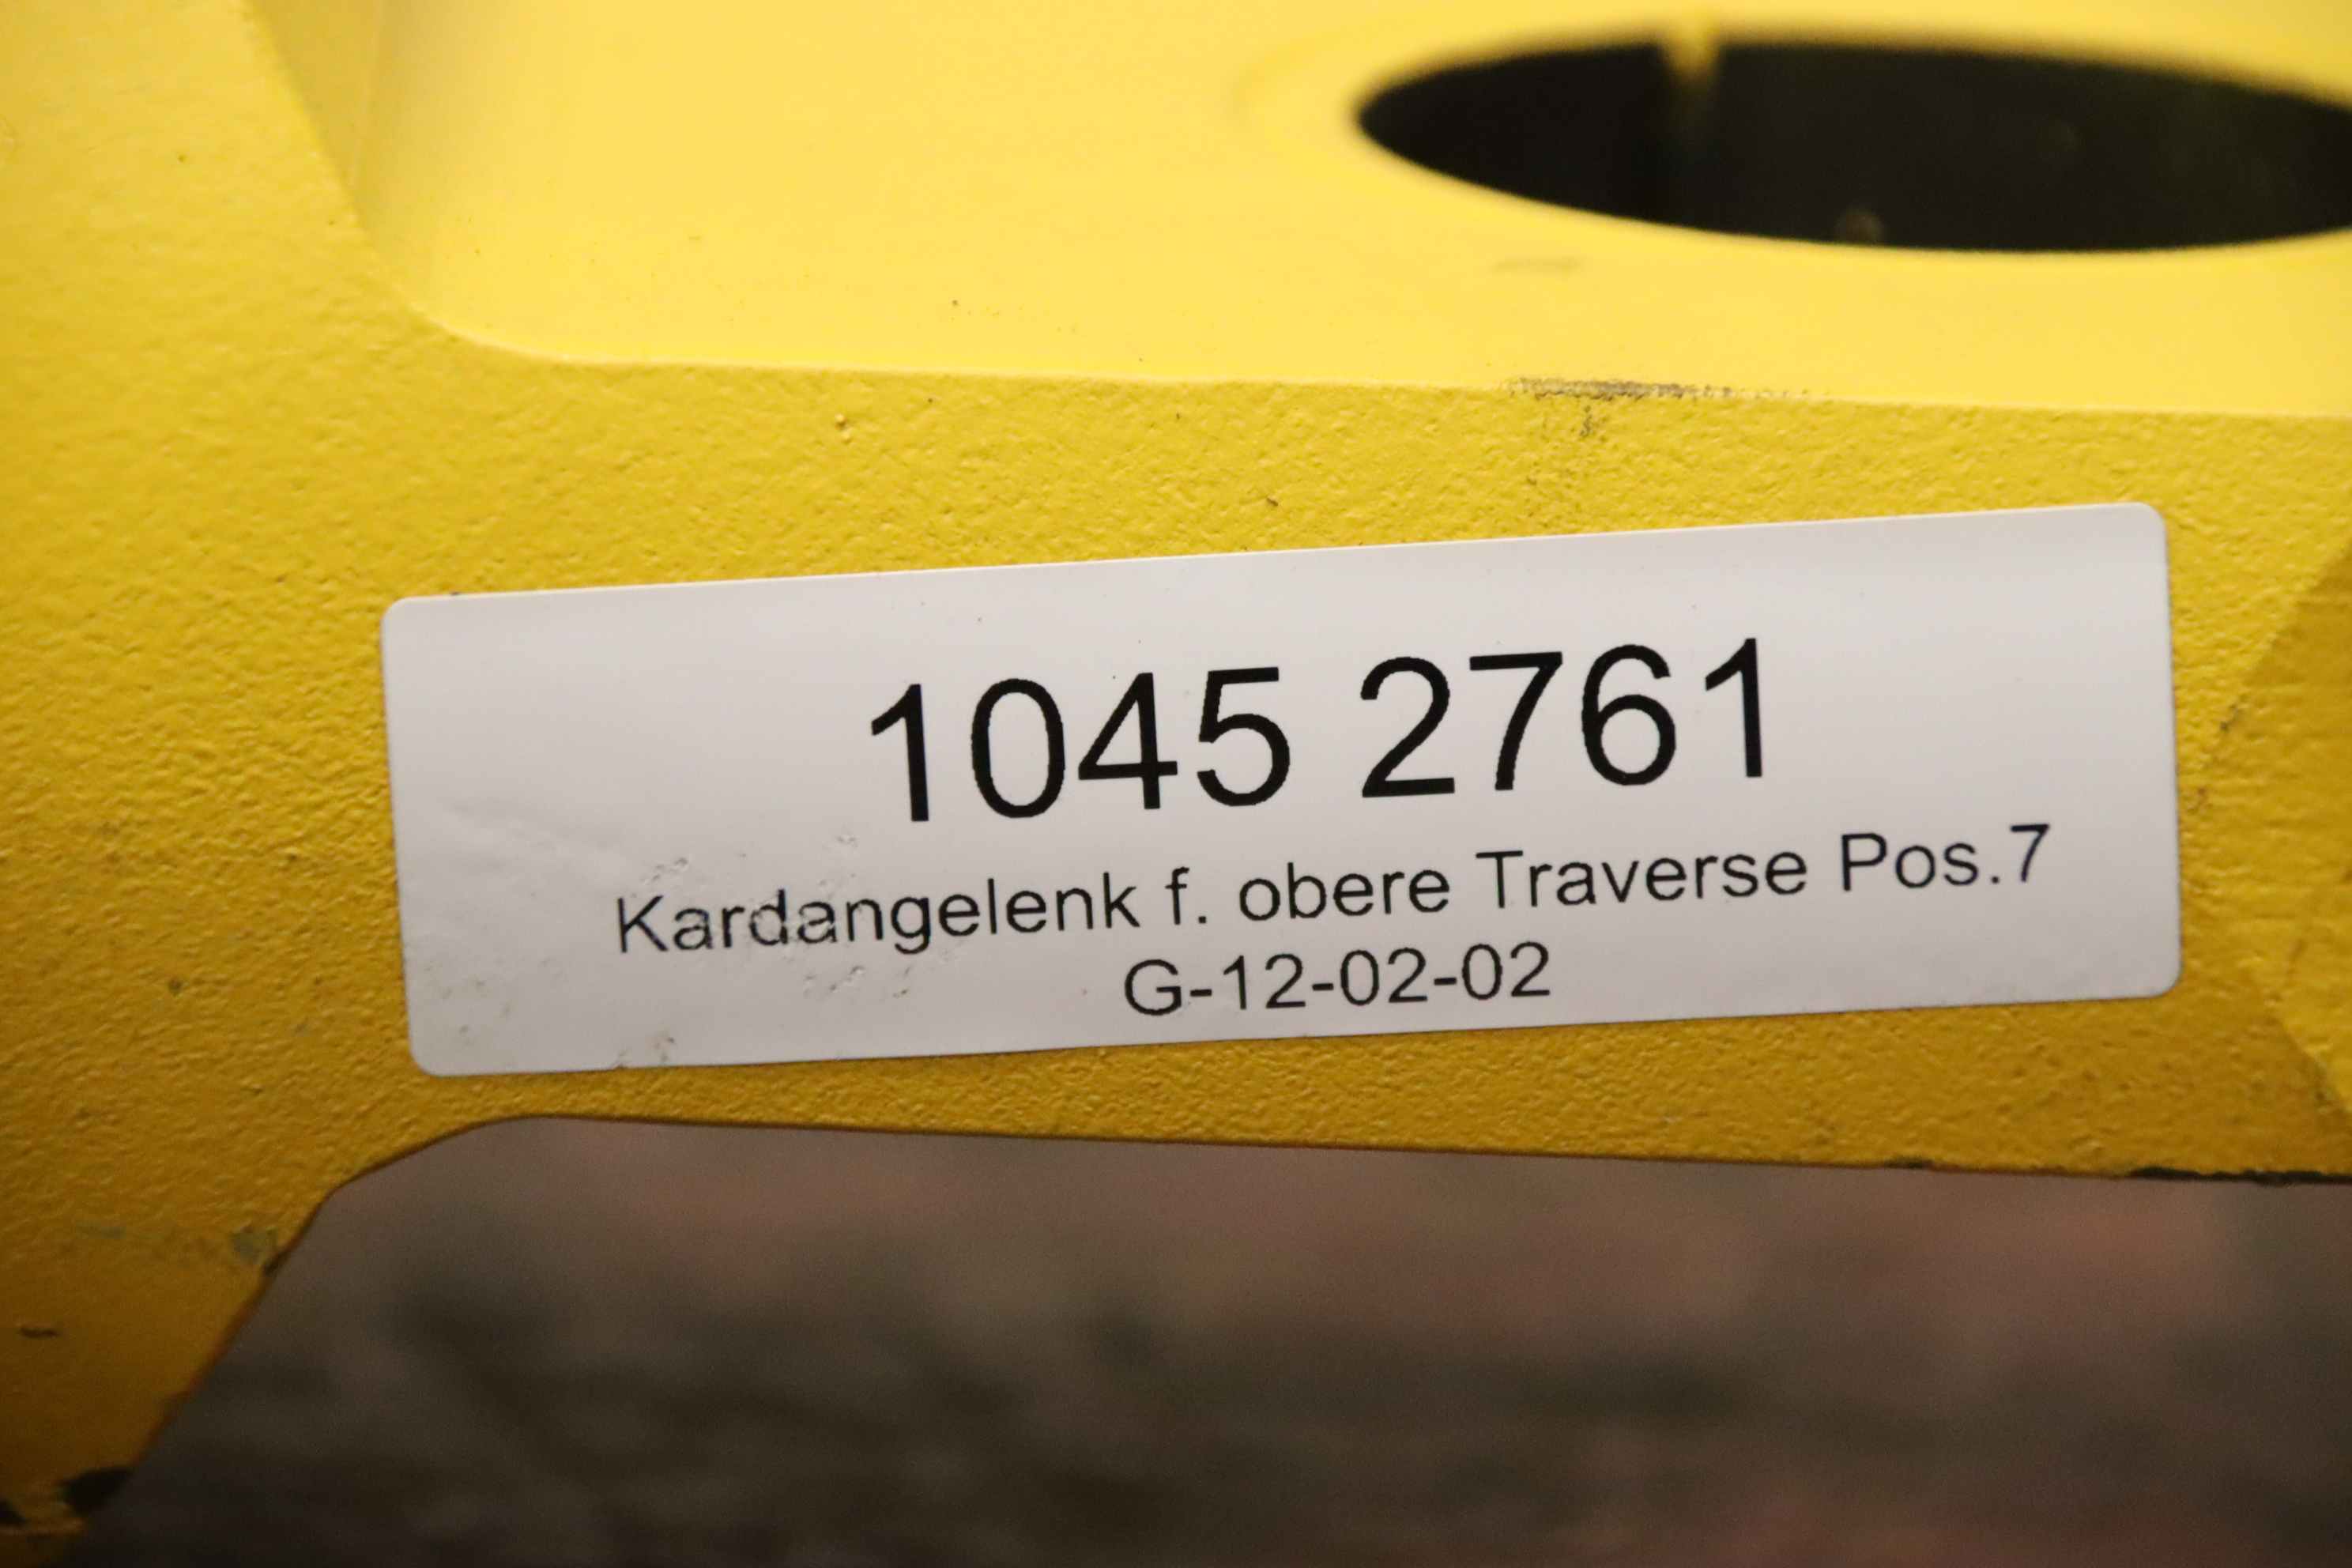 1045 2761
Kardangelenk f. obere Traverse Pos.7
G-12-02-02